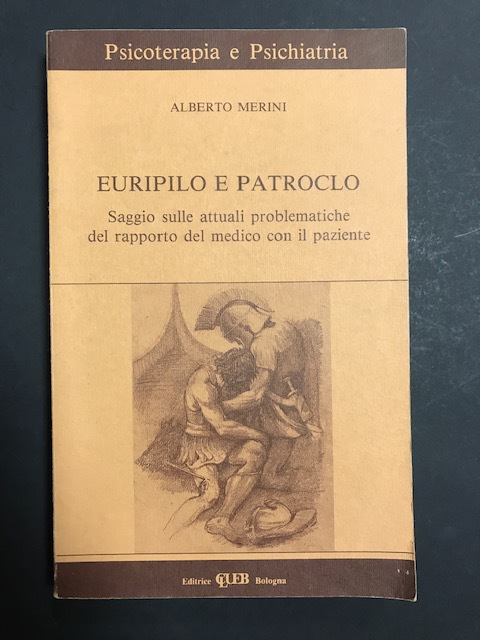 Psicoterapia e Psichiatria
ALBERTO MERINI
EURIPILO E PATROCLO
Saggio sulle attuali problematiche
del rapporto del medico con il paziente
Editrice CLUEB Bologna